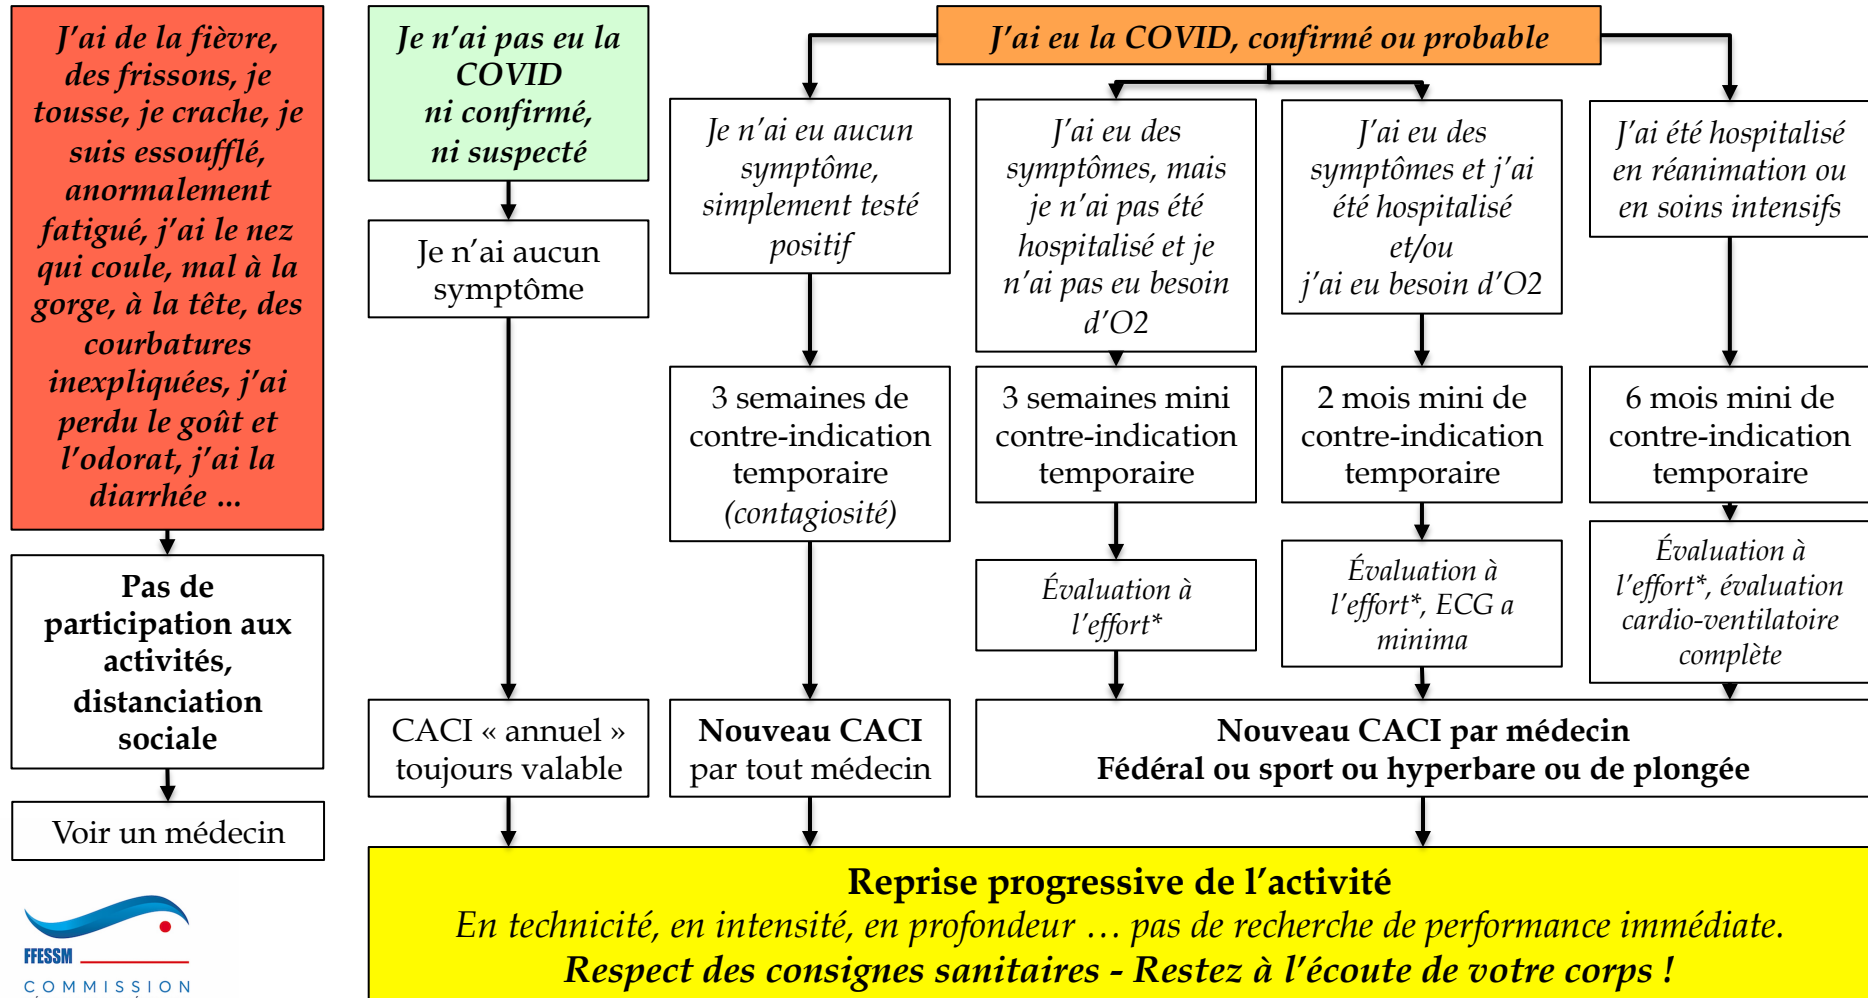 J'ai de la fièvre,
des frissons, je
tousse, je crache, je
suis essoufflé,
anormalement
fatigué, j'ai le nez
qui coule, mal à la
gorge, à la tête, des
courbatures
inexpliquées, j'ai
perdu le goût et
l'odorat, j'ai la
diarrhée ...
Pas de
participation aux
activités,
distanciation
sociale
Voir un médecin
Je n'ai pas eu la
COVID
ni confirmé,
ni suspecté
Je n'ai aucun
symptôme
CACI « annuel »
toujours valable
J'ai eu la COVID, confirmé ou probable
Je n'ai eu aucun
symptôme,
simplement testé
positif
3 semaines de
contre-indication
temporaire
(contagiosité)
Nouveau CACI
par tout médecin
J'ai eu des
symptômes, mais
je n'ai pas été
hospitalisé et je
n'ai pas eu besoin
d'O2
3 semaines mini
contre-indication
temporaire
Évaluation à
l'effort*
J'ai eu des
symptômes et j'ai
été hospitalisé
et/ou
j'ai eu besoin d'O2
2 mois mini de
contre-indication
temporaire
Évaluation à
l'effort*, ECG a
minima
J'ai été hospitalisé
en réanimation ou
en soins intensifs
6 mois mini de
contre-indication
temporaire
Évaluation à
l'effort*, évaluation
cardio-ventilatoire
complète
Nouveau CACI par médecin
Fédéral ou sport ou hyperbare ou de plongée
Reprise progressive de l'activité
En technicité, en intensité, en profondeur … pas de recherche de performance immédiate.
Respect des consignes sanitaires - Restez à l'écoute de votre corps !
FFESSM
COMMISSION